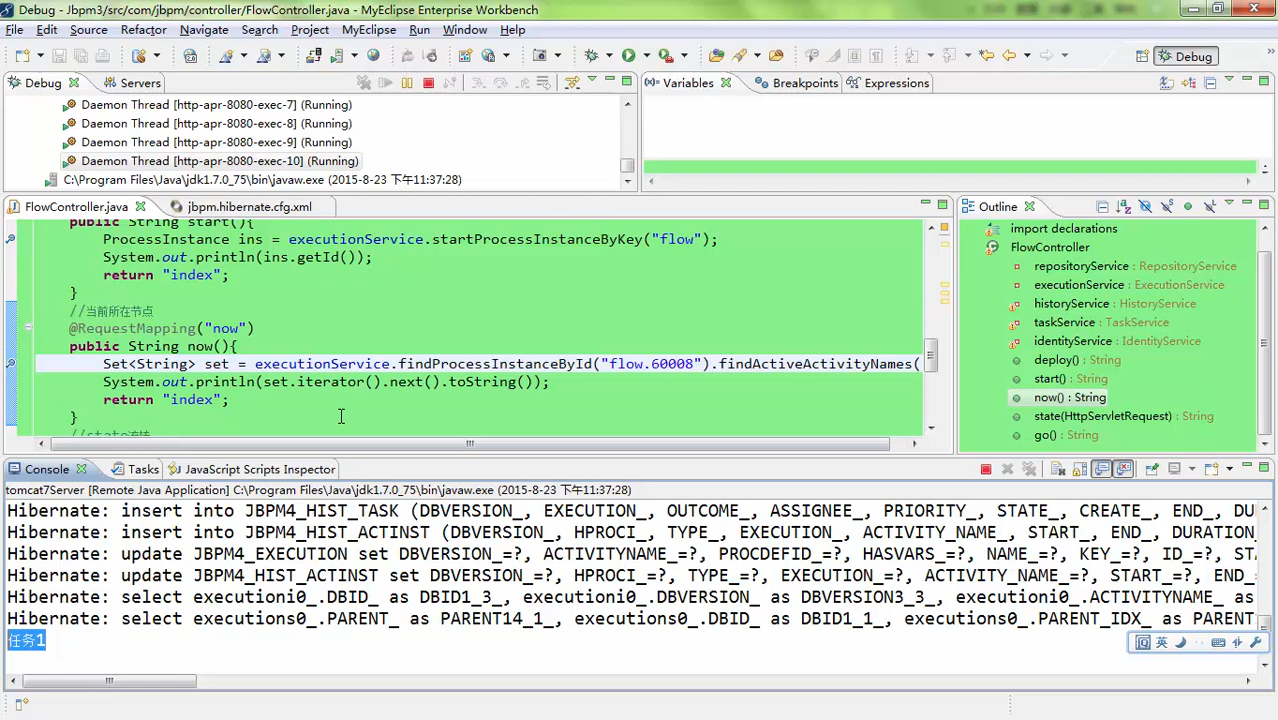 Debug - Jbpm3/src/com/jbpm/controller/FlowController.java - MyEclipse Enterprise Workbench
File Edit Source Refactor Navigate Search Project MyEclipse Run Window Help
Debug
Debug Servers
Daemon Thread [http-apr-8080-exec-7] (Running)
Daemon Thread [http-apr-8080-exec-8] (Running)
Daemon Thread [http-apr-8080-exec-9] (Running)
Daemon Thread [http-apr-8080-exec-10] (Running)
C:\Program Files\Java\jdk1.7.0_75\bin\javaw.exe (2015-8-23 下午11:37:28)
Variables Breakpoints Expressions
FlowController.java jbpm.hibernate.cfg.xml
public String start(){
ProcessInstance ins = executionService.startProcessInstanceByKey("flow");
System.out.println(ins.getId());
return "index";
}
//当前所在节点
@RequestMapping("now")
public String now(){
Set<String> set = executionService.findProcessInstanceById("flow.60008").findActiveActivityNames(
System.out.println(set.iterator().next().toString());
return "index";
}
Outline
import declarations
FlowController
repositoryService : RepositoryService
executionService : ExecutionService
historyService : HistoryService
taskService : TaskService
identityService : IdentityService
deploy() : String
start() : String
now() : String
state(HttpServletRequest) : String
go() : String
Console Tasks JavaScript Scripts Inspector
tomcat7Server [Remote Java Application] C:\Program Files\Java\jdk1.7.0_75\bin\javaw.exe (2015-8-23 下午11:37:28)
Hibernate: insert into JBPM4_HIST_TASK (DBVERSION_, EXECUTION_, OUTCOME_, ASSIGNEE_, PRIORITY_, STATE_, CREATE_, END_, DU
Hibernate: insert into JBPM4_HIST_ACTINST (DBVERSION_, HPROCI_, TYPE_, EXECUTION_, ACTIVITY_NAME_, START_, END_, DURATION
Hibernate: update JBPM4_EXECUTION set DBVERSION_=?, ACTIVITYNAME_=?, PROCDEFID_=?, HASVARS_=?, NAME_=?, KEY_=?, ID_=?, ST
Hibernate: update JBPM4_HIST_ACTINST set DBVERSION_=?, HPROCI_=?, TYPE_=?, EXECUTION_=?, ACTIVITY_NAME_=?, START_=?, END_
Hibernate: select executioni0_.DBID_ as DBID1_3_, executioni0_.DBVERSION_ as DBVERSION3_3_, executioni0_.ACTIVITYNAME_ as
Hibernate: select executions0_.PARENT_ as PARENT14_1_, executions0_.DBID_ as DBID1_1_, executions0_.PARENT_IDX_ as PARENT
任务1
英